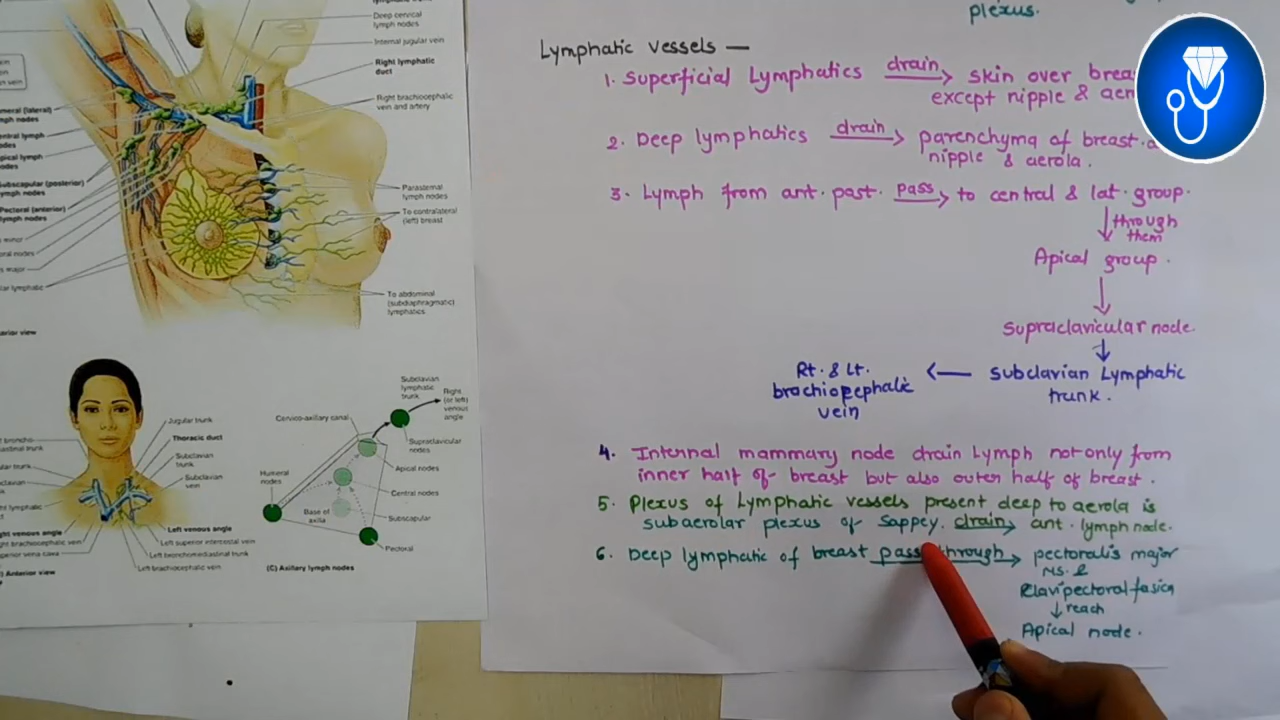 Deep cervical
lymph nodes
Internal jugular vein
Right lymphatic
duct
Right brachiocephalic
vein and artery
Parasternal
lymph nodes
To contralateral
(left) breast
To abdominal
(subdiaphragmatic)
lymphatics
Jugular trunk
Thoracic duct
Subclavian
trunk
Subclavian
vein
Left venous angle
Left superior intercostal vein
Left bronchomediastinal trunk
Left brachiocephalic vein
Subclavian
lymphatic
trunk
Right
(or left)
venous
angle
Cervico-axillary canal
Supraclavicular
nodes
Apical nodes
Humeral
nodes
Central nodes
Base of
axilla
Subscapular
Pectoral
(C) Axillary lymph nodes
plexus.
Lymphatic vessels —
1. Superficial Lymphatics drain→ skin over
except nipple &
2. Deep lymphatics drain→ parenchyma of breast
nipple & aerola.
3. Lymph from ant. past. pass→ to central & lat. group.
↓ through
them
Apical group.
↓
Supraclavicular node.
↓
Rt. & Lt. ← subclavian Lymphatic
brachiopephalic trunk.
vein
4. Internal mammary node drain Lymph not only from
inner half of breast but also outer half of breast.
5. Plexus of Lymphatic vessels present deep to aerola is
subaerolar plexus of Sappey. drain→ ant. lymph node.
6. Deep lymphatic of breast pass through→ pectoralis major
Ms. &
Clavipectoral fasica
↓ reach
Apical node.